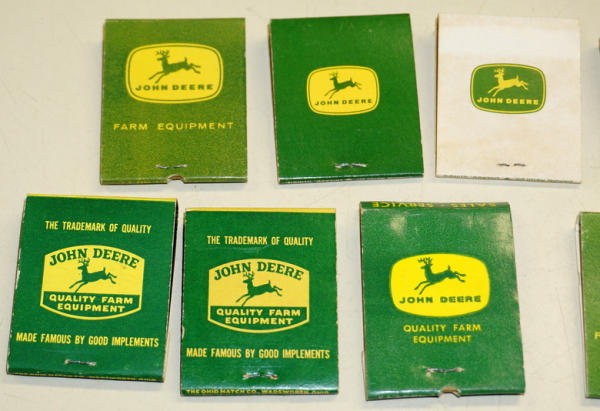 JOHN DEERE
FARM EQUIPMENT
JOHN DEERE
JOHN DEERE
THE TRADEMARK OF QUALITY
JOHN DEERE
QUALITY FARM
EQUIPMENT
MADE FAMOUS BY GOOD IMPLEMENTS
THE TRADEMARK OF QUALITY
JOHN DEERE
QUALITY FARM
EQUIPMENT
MADE FAMOUS BY GOOD IMPLEMENTS
THE OHIO MATCH CO. WADSWORTH, OHIO
SALES SERVICE
JOHN DEERE
QUALITY FARM
EQUIPMENT
F